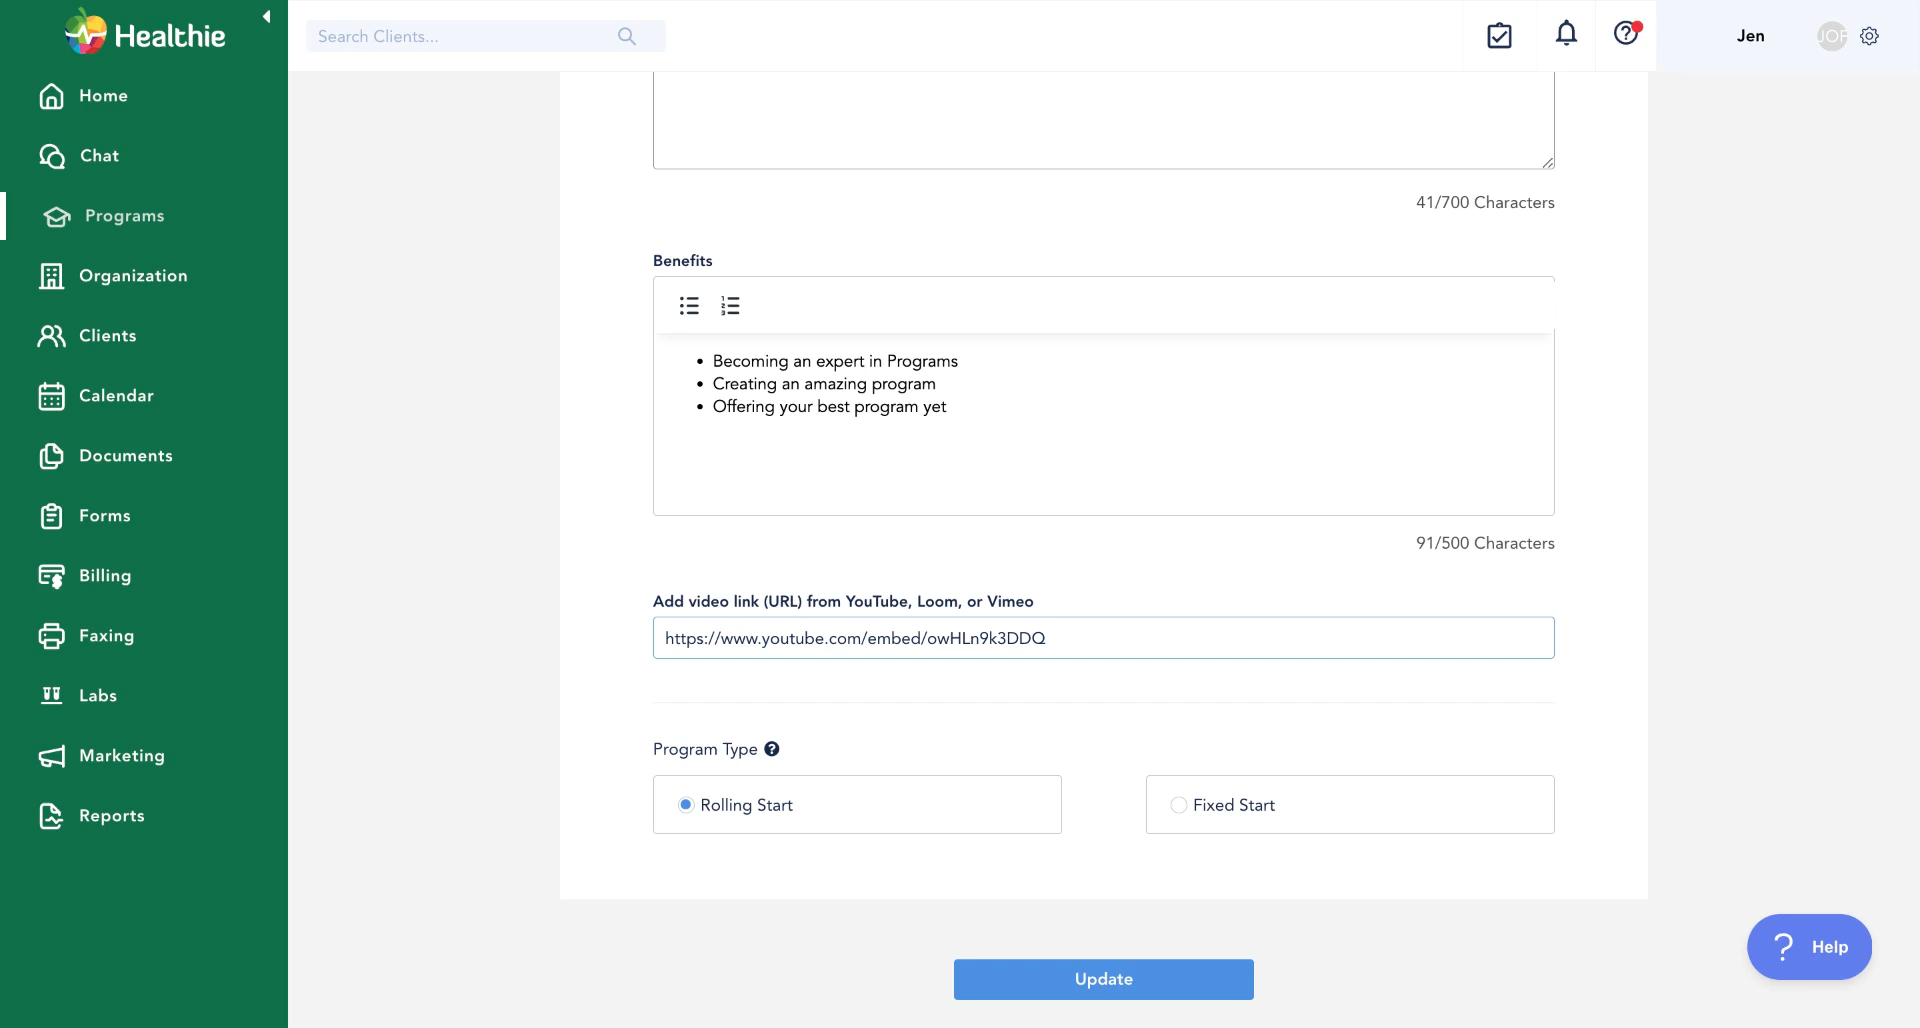 Healthie
Search Clients...
Jen
JOF
Home
Chat
Programs
Organization
Clients
Calendar
Documents
Forms
Billing
Faxing
Labs
Marketing
Reports
41/700 Characters
Benefits
• Becoming an expert in Programs
• Creating an amazing program
• Offering your best program yet
91/500 Characters
Add video link (URL) from YouTube, Loom, or Vimeo
https://www.youtube.com/embed/owHLn9k3DDQ
Program Type ?
Rolling Start
Fixed Start
Update
? Help